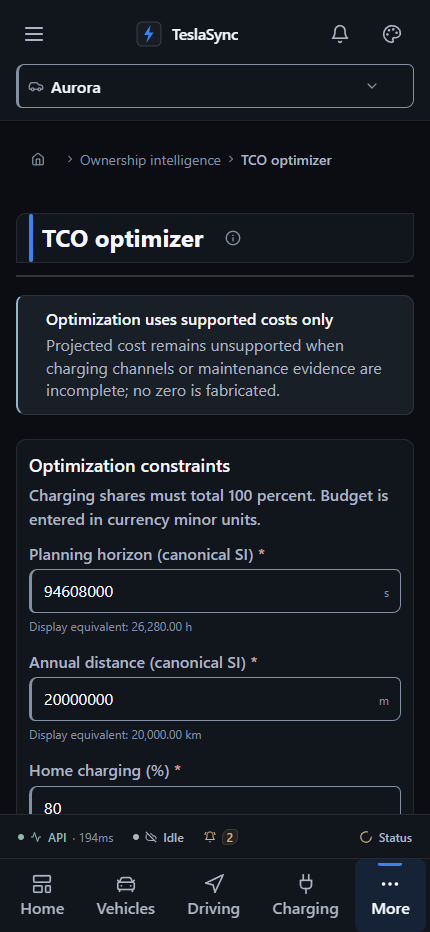 TeslaSync
Aurora
Ownership intelligence
TCO optimizer
TCO optimizer
Optimization uses supported costs only
Projected cost remains unsupported when
charging channels or maintenance evidence are
incomplete; no zero is fabricated.
Optimization constraints
Charging shares must total 100 percent. Budget is
entered in currency minor units.
Planning horizon (canonical SI) *
94608000 s
Display equivalent: 26,280.00 h
Annual distance (canonical SI) *
20000000 m
Display equivalent: 20,000.00 km
Home charging (%) *
80
API · 194ms Idle 2 Status
Home Vehicles Driving Charging More